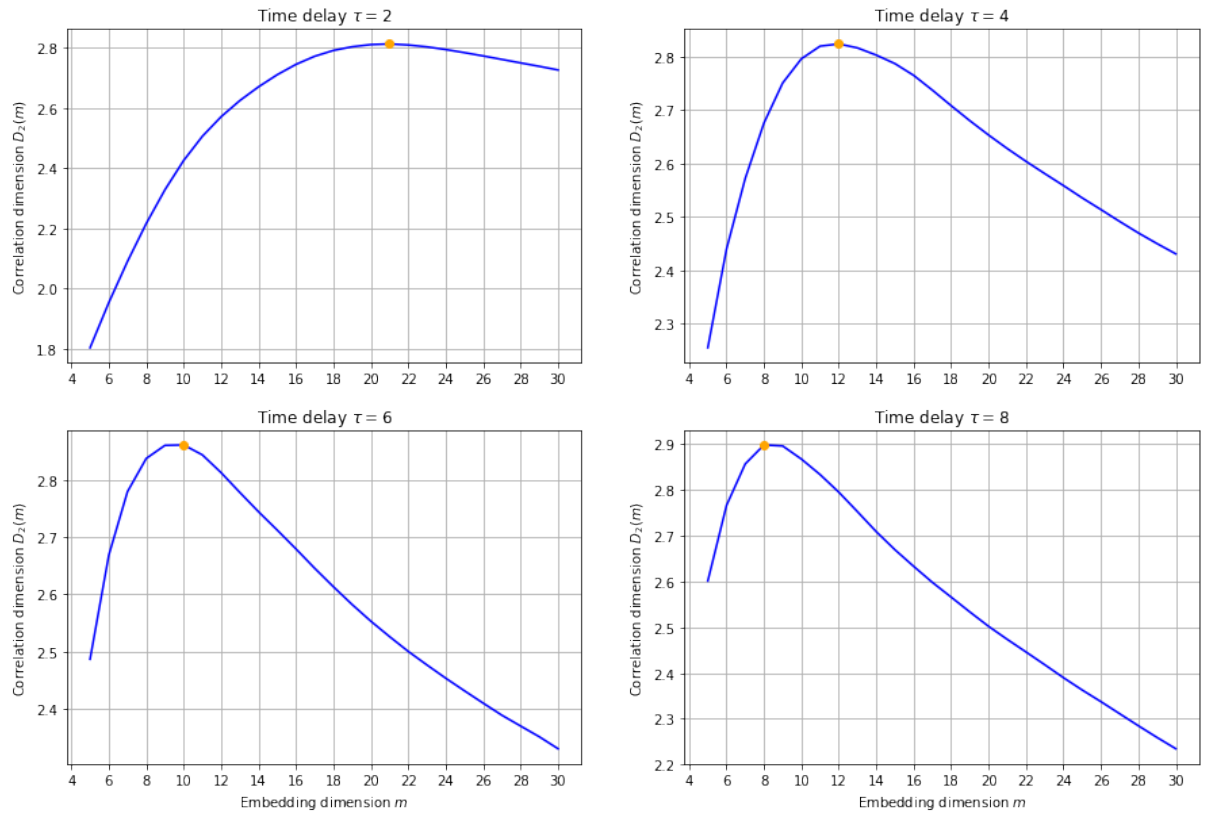 Time delay τ = 2
Correlation dimension D₂(m)
2.8
2.6
2.4
2.2
2.0
1.8
4 6 8 10 12 14 16 18 20 22 24 26 28 30
Time delay τ = 4
Correlation dimension D₂(m)
2.8
2.7
2.6
2.5
2.4
2.3
4 6 8 10 12 14 16 18 20 22 24 26 28 30
Time delay τ = 6
Correlation dimension D₂(m)
2.8
2.7
2.6
2.5
2.4
4 6 8 10 12 14 16 18 20 22 24 26 28 30
Embedding dimension m
Time delay τ = 8
Correlation dimension D₂(m)
2.9
2.8
2.7
2.6
2.5
2.4
2.3
2.2
4 6 8 10 12 14 16 18 20 22 24 26 28 30
Embedding dimension m